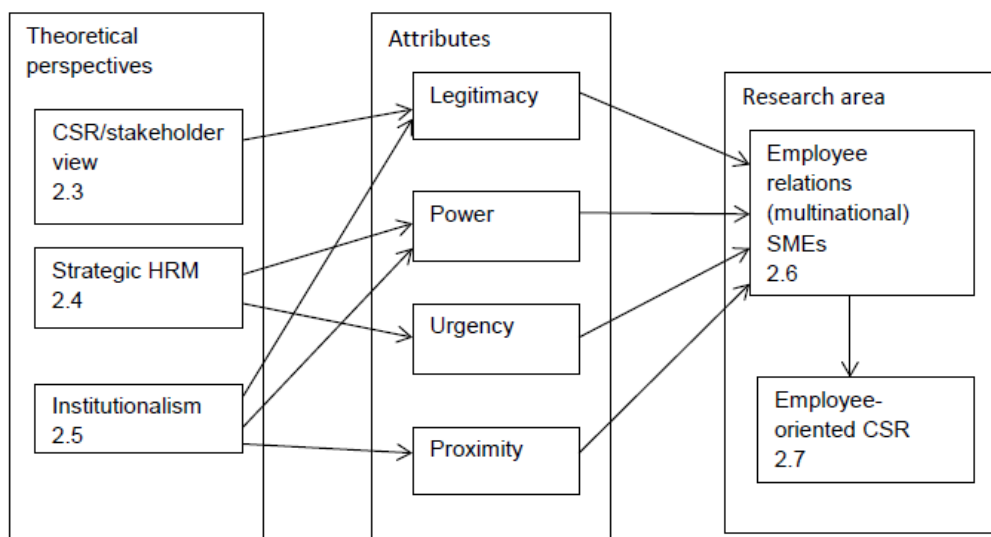 Theoretical
perspectives
CSR/stakeholder
view
2.3
Strategic HRM
2.4
Institutionalism
2.5
Attributes
Legitimacy
Power
Urgency
Proximity
Research area
Employee
relations
(multinational)
SMEs
2.6
Employee-
oriented CSR
2.7